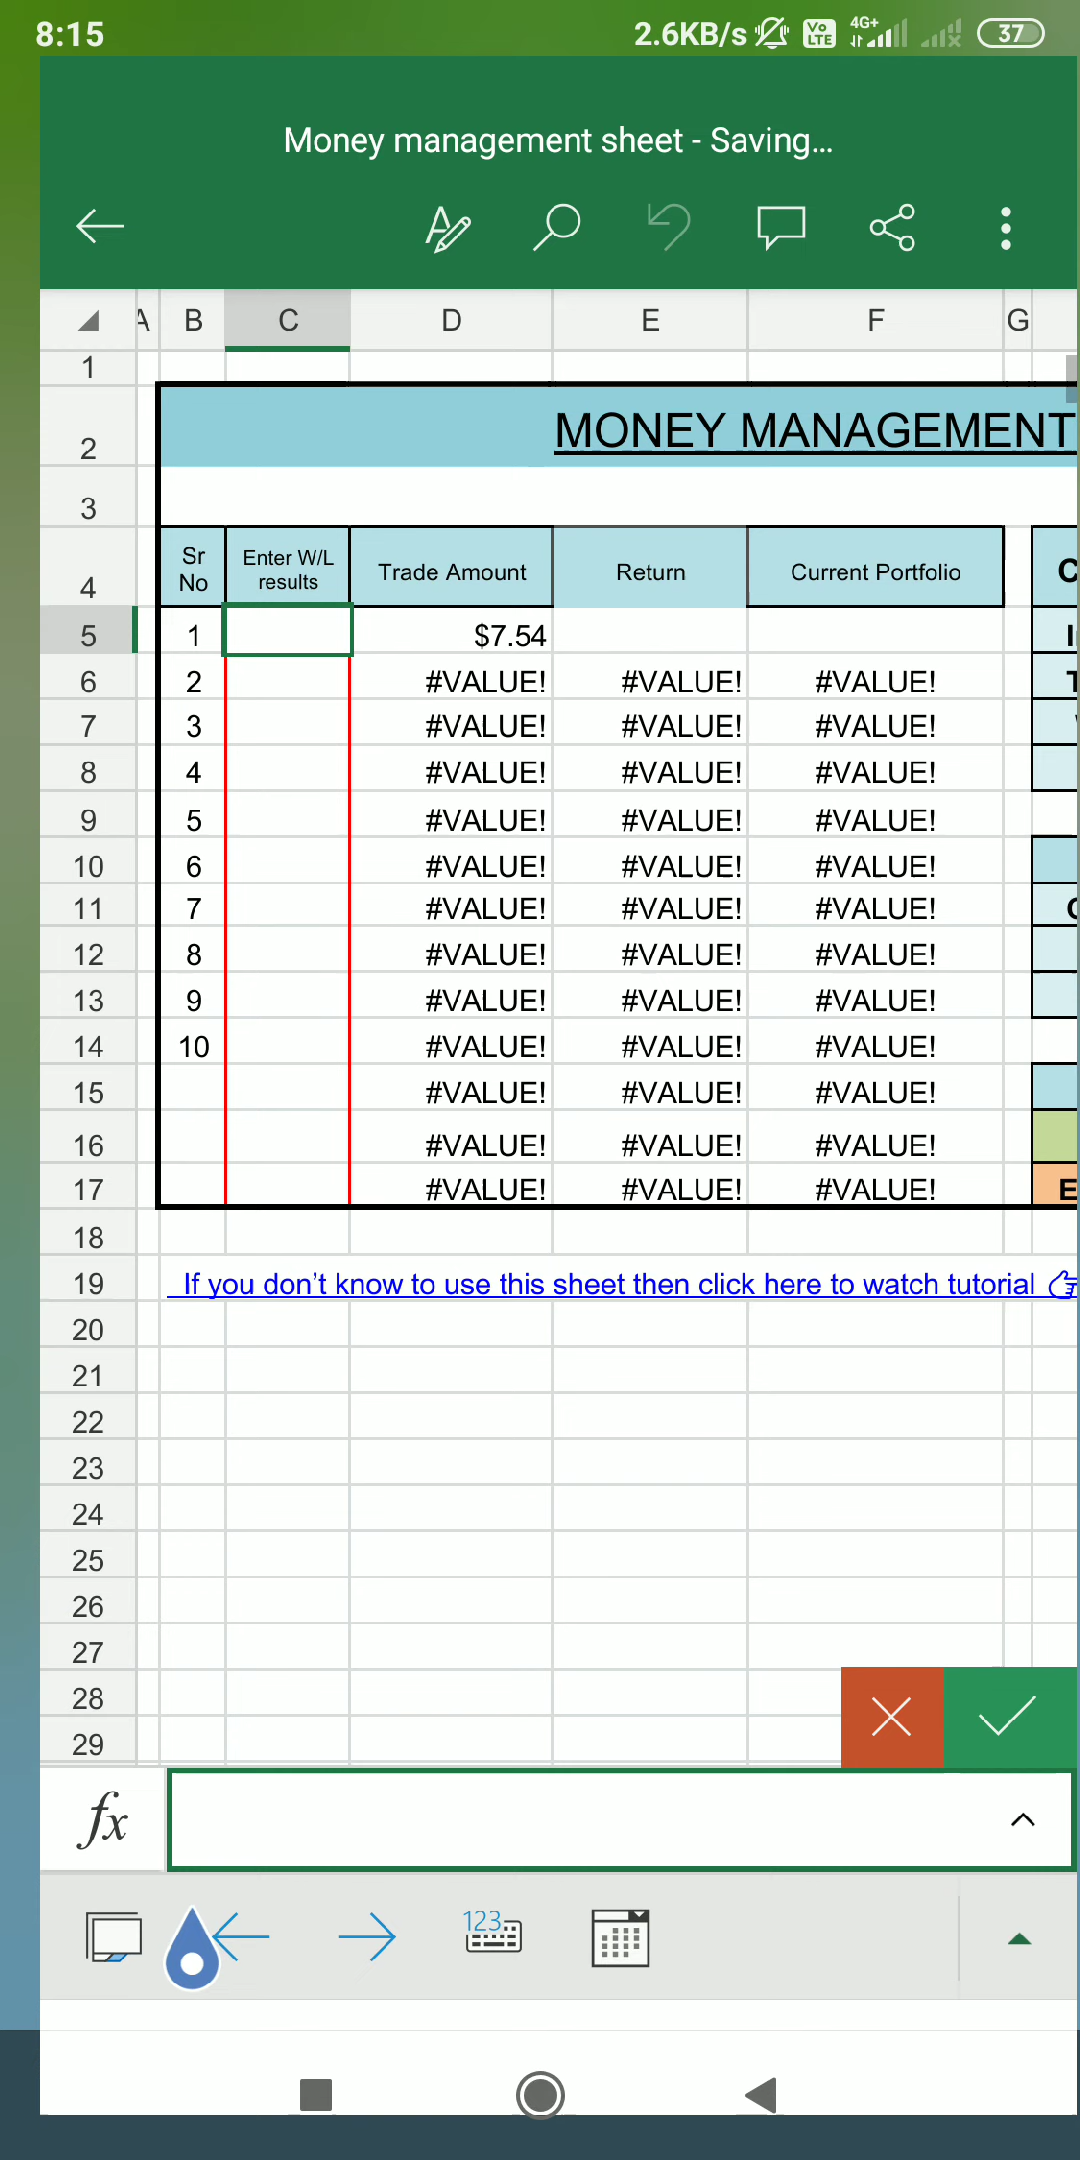 8:15 2.6KB/s Vo LTE 4G+ 37
Money management sheet - Saving...
A B C D E F G
1
2 MONEY MANAGEMENT
3
4 Sr No Enter W/L results Trade Amount Return Current Portfolio C
5 1 $7.54
6 2 #VALUE! #VALUE! #VALUE!
7 3 #VALUE! #VALUE! #VALUE!
8 4 #VALUE! #VALUE! #VALUE!
9 5 #VALUE! #VALUE! #VALUE!
10 6 #VALUE! #VALUE! #VALUE!
11 7 #VALUE! #VALUE! #VALUE!
12 8 #VALUE! #VALUE! #VALUE!
13 9 #VALUE! #VALUE! #VALUE!
14 10 #VALUE! #VALUE! #VALUE!
15 #VALUE! #VALUE! #VALUE!
16 #VALUE! #VALUE! #VALUE!
17 #VALUE! #VALUE! #VALUE! E
18
19 If you don't know to use this sheet then click here to watch tutorial
20
21
22
23
24
25
26
27
28
29
fx
123